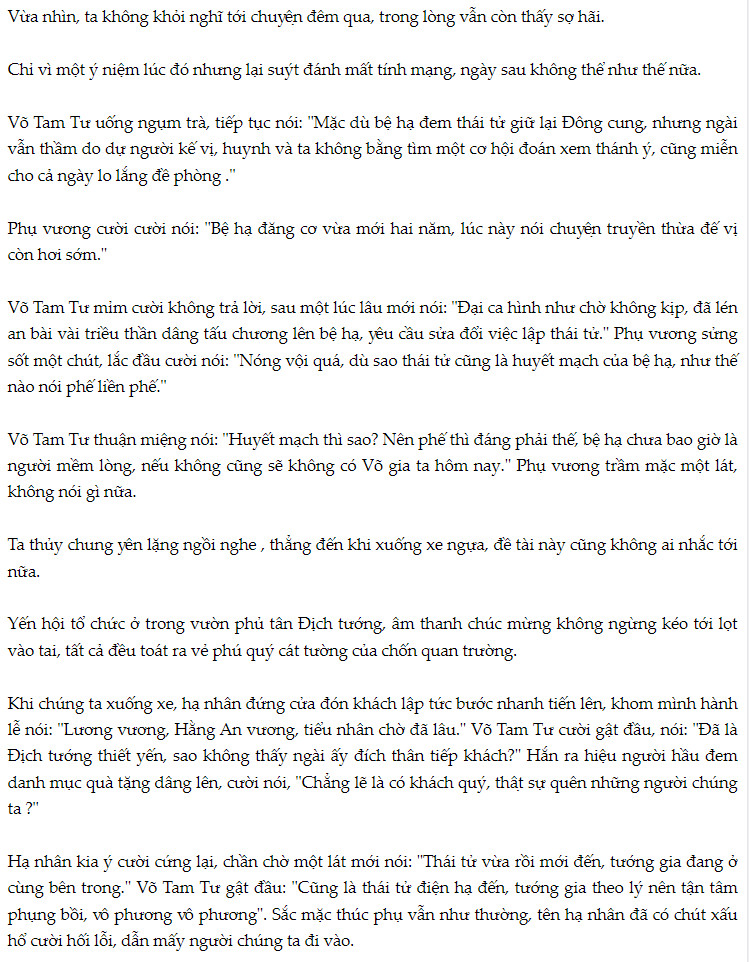 Vừa nhìn, ta không khỏi nghĩ tới chuyện đêm qua, trong lòng vẫn còn thấy sợ hãi.
Chỉ vì một ý niệm lúc đó nhưng lại suýt đánh mất tính mạng, ngày sau không thể như thế nữa.
Võ Tam Tư uống ngụm trà, tiếp tục nói: "Mặc dù bệ hạ đem thái tử giữ lại Đông cung, nhưng ngài
vẫn thầm do dự người kế vị, huynh và ta không bằng tìm một cơ hội đoán xem thánh ý, cũng miễn
cho cả ngày lo lắng đề phòng ."
Phụ vương cười cười nói: "Bệ hạ đăng cơ vừa mới hai năm, lúc này nói chuyện truyền thừa đế vị
còn hơi sớm."
Võ Tam Tư mỉm cười không trả lời, sau một lúc lâu mới nói: "Đại ca hình như chờ không kịp, đã lén
an bài vài triều thần dâng tấu chương lên bệ hạ, yêu cầu sửa đổi việc lập thái tử." Phụ vương sửng
sốt một chút, lắc đầu cười nói: "Nóng vội quá, dù sao thái tử cũng là huyết mạch của bệ hạ, như thế
nào nói phế liền phế."
Võ Tam Tư thuận miệng nói: "Huyết mạch thì sao? Nên phế thì đáng phải thế, bệ hạ chưa bao giờ là
người mềm lòng, nếu không cũng sẽ không có Võ gia ta hôm nay." Phụ vương trầm mặc một lát,
không nói gì nữa.
Ta thủy chung yên lặng ngồi nghe , thẳng đến khi xuống xe ngựa, đề tài này cũng không ai nhắc tới
nữa.
Yến hội tổ chức ở trong vườn phủ tân Địch tướng, âm thanh chúc mừng không ngừng kéo tới lọt
vào tai, tất cả đều toát ra vẻ phú quý cát tường của chốn quan trường.
Khi chúng ta xuống xe, hạ nhân đứng cửa đón khách lập tức bước nhanh tiến lên, khom mình hành
lễ nói: "Lương vương, Hằng An vương, tiểu nhân chờ đã lâu." Võ Tam Tư cười gật đầu, nói: "Đã là
Địch tướng thiết yến, sao không thấy ngài ấy đích thân tiếp khách?" Hắn ra hiệu người hầu đem
danh mục quà tặng dâng lên, cười nói, "Chẳng lẽ là có khách quý, thật sự quên những người chúng
ta ?"
Hạ nhân kia ý cười cứng lại, chần chờ một lát mới nói: "Thái tử vừa rồi mới đến, tướng gia đang ở
cùng bên trong." Võ Tam Tư gật đầu: "Cũng là thái tử điện hạ đến, tướng gia theo lý nên tận tâm
phụng bồi, vô phương vô phương". Sắc mặc thúc phụ vẫn như thường, tên hạ nhân đã có chút xấu
hổ cười hối lỗi, dẫn mấy người chúng ta đi vào.